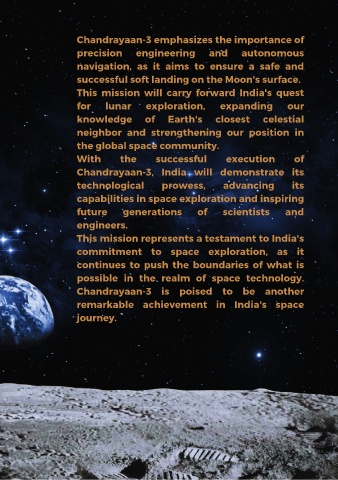 Chandrayaan-3 emphasizes the importance of
precision engineering and autonomous
navigation, as it aims to ensure a safe and
successful soft landing on the Moon's surface.
This mission will carry forward India's quest
for lunar exploration, expanding our
knowledge of Earth's closest celestial
neighbor and strengthening our position in
the global space community.
With the successful execution of
Chandrayaan-3, India will demonstrate its
technological prowess, advancing its
capabilities in space exploration and inspiring
future generations of scientists and
engineers.
This mission represents a testament to India's
commitment to space exploration, as it
continues to push the boundaries of what is
possible in the realm of space technology.
Chandrayaan-3 is poised to be another
remarkable achievement in India's space
journey.